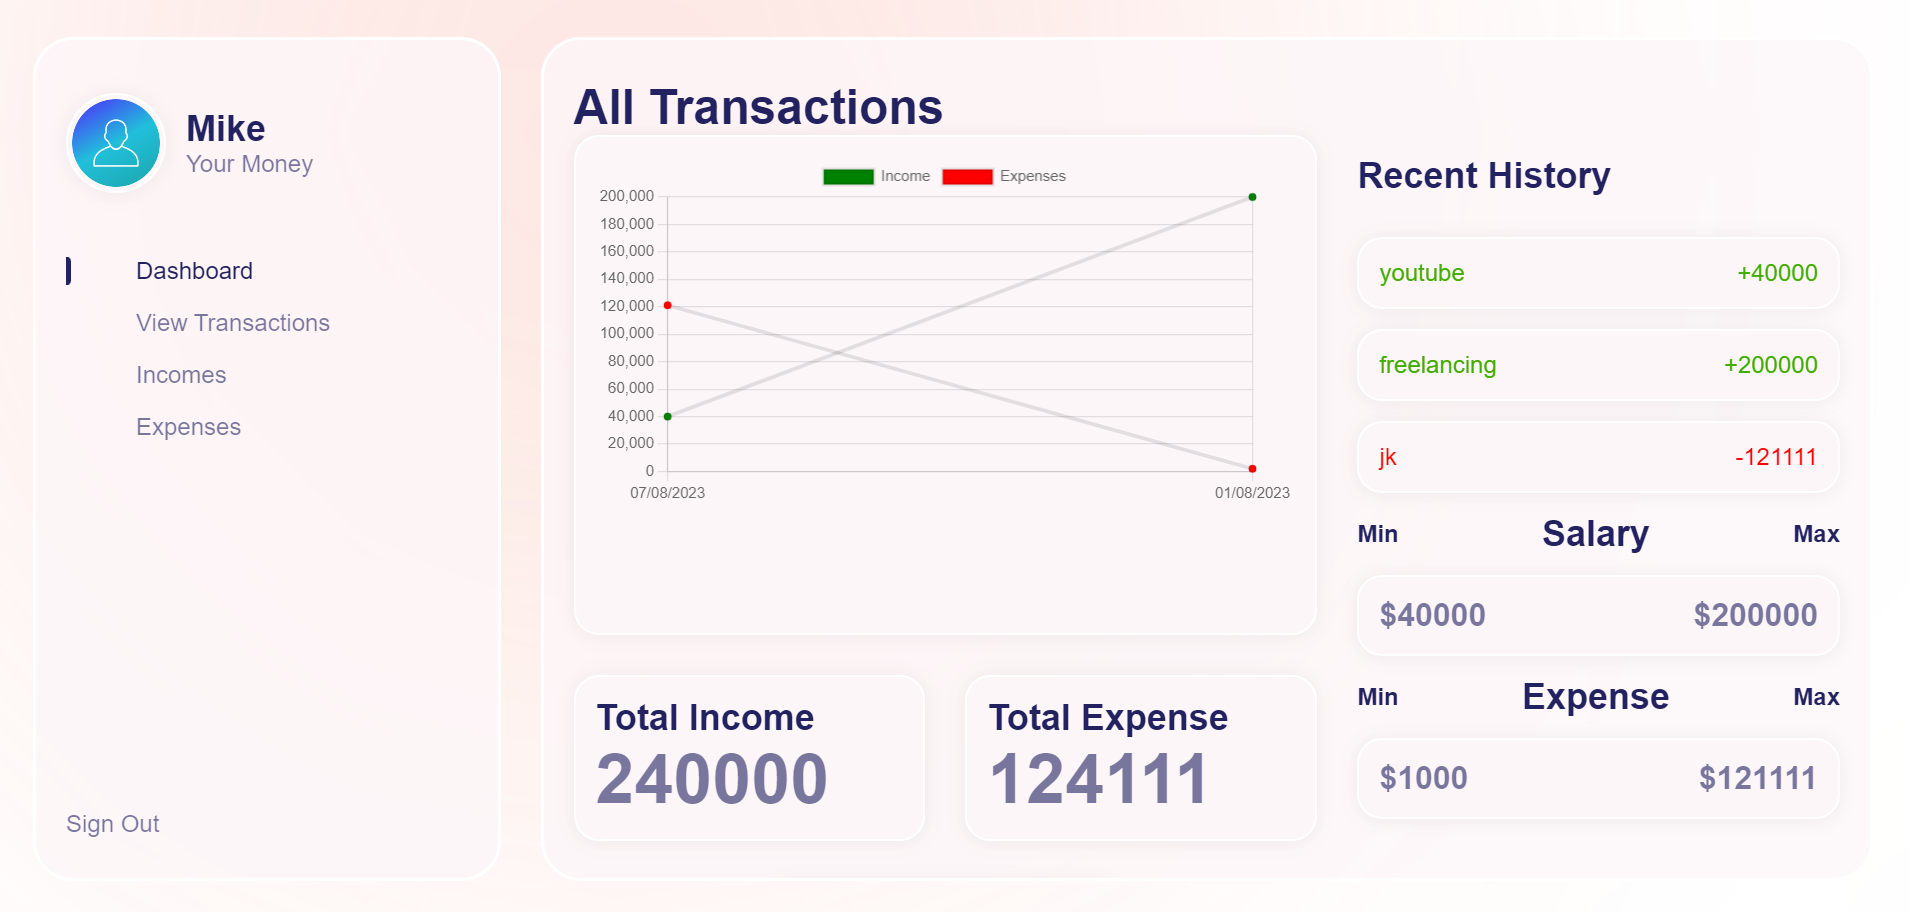 Mike
Your Money
Dashboard
View Transactions
Incomes
Expenses
Sign Out
All Transactions
Income Expenses
200,000
180,000
160,000
140,000
120,000
100,000
80,000
60,000
40,000
20,000
0
07/08/2023 01/08/2023
Total Income
240000
Total Expense
124111
Recent History
youtube +40000
freelancing +200000
jk -121111
Min Salary Max
$40000 $200000
Min Expense Max
$1000 $121111